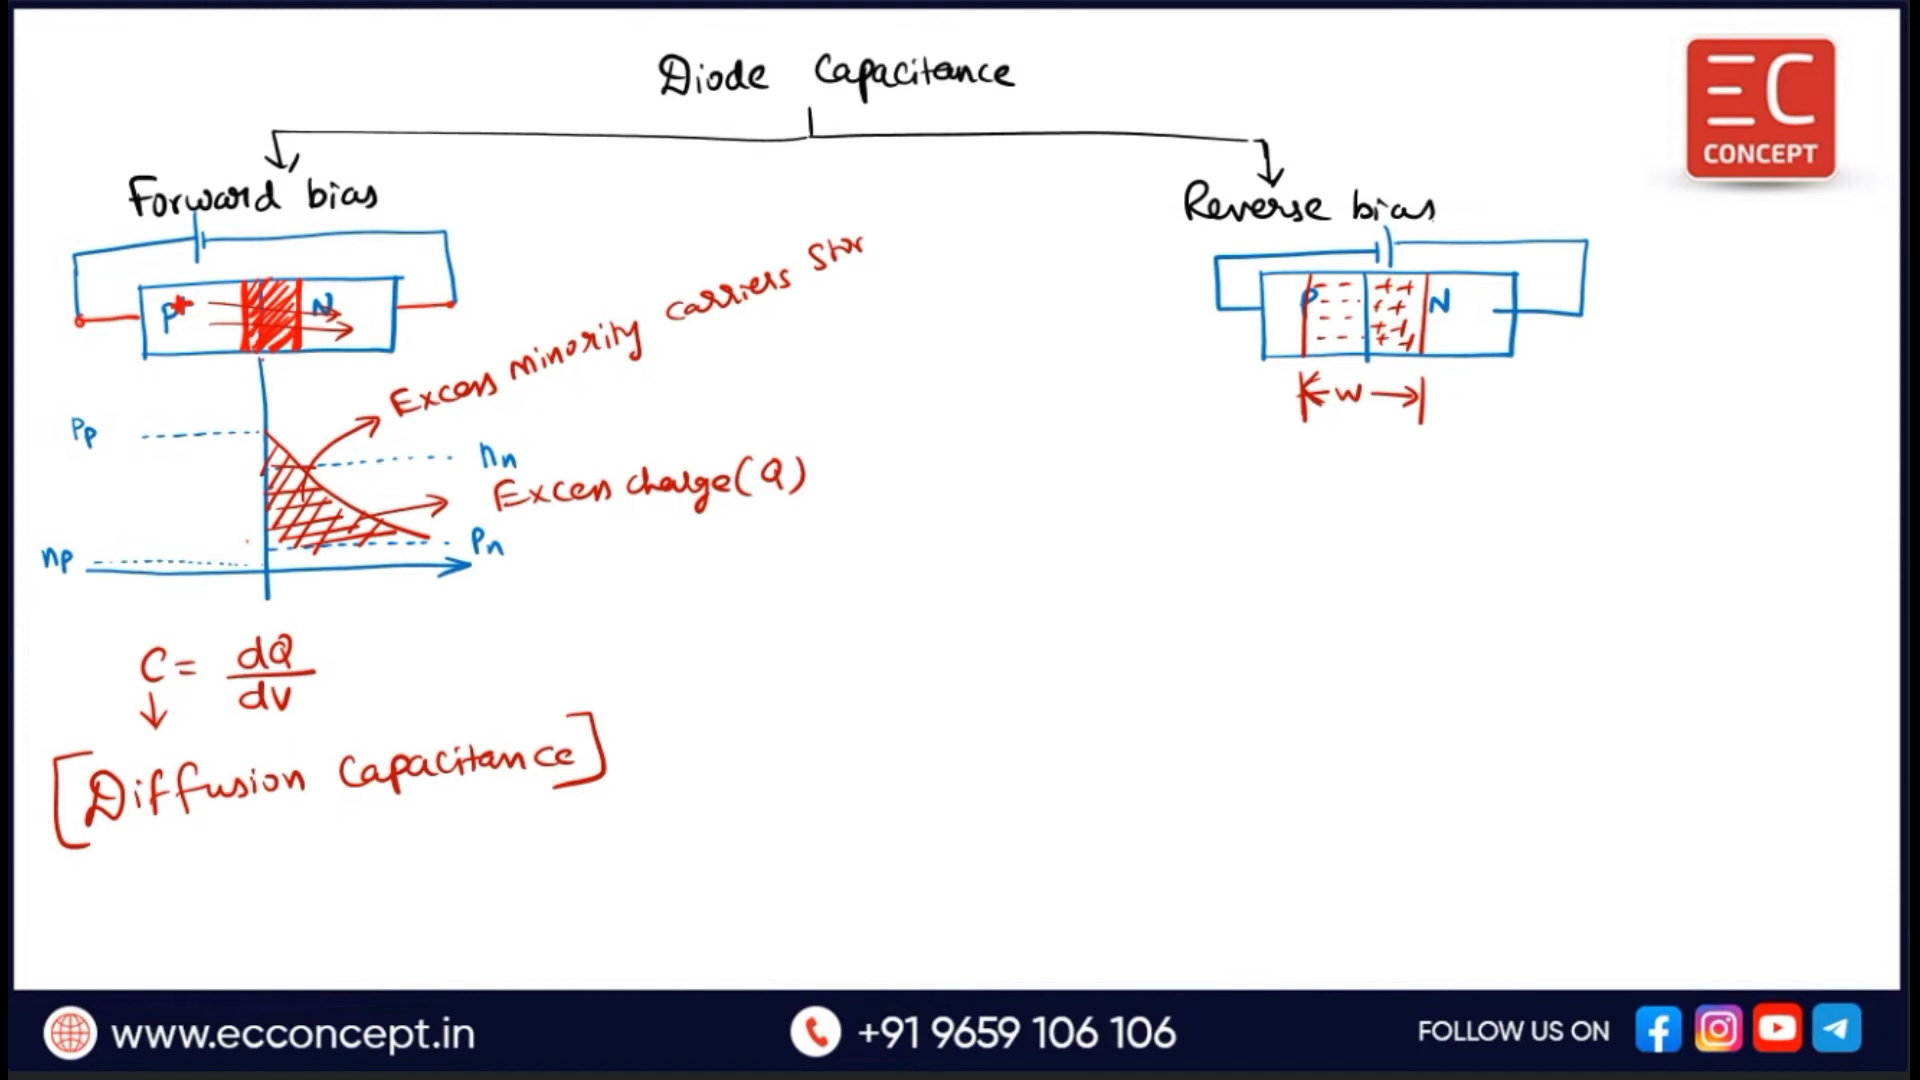 Diode Capacitance
EC
CONCEPT
Forward bias
Reverse bias
P+ N
P N
- - - + +
- - - + +
- - - + +
- - - + +
W
Excess minority carriers stor
Pp
nn
Excess charge (Q)
Pn
np
C = dQ
dV
[Diffusion Capacitance]
www.ecconcept.in
+91 9659 106 106
FOLLOW US ON